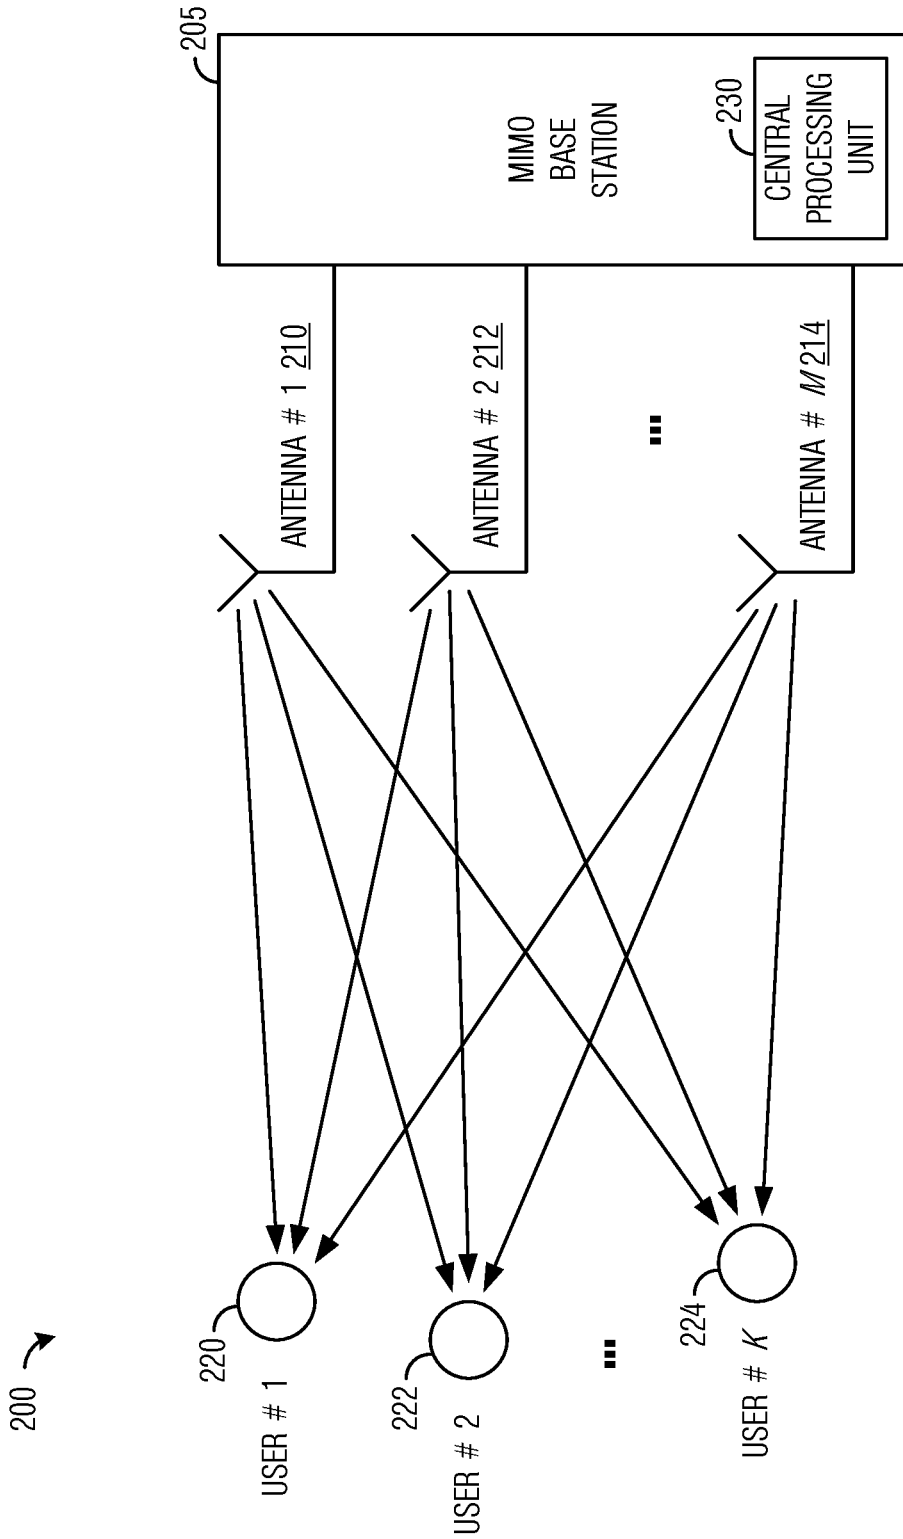 200
220
USER # 1
222
USER # 2
...
224
USER # K
ANTENNA # 1 210
ANTENNA # 2 212
...
ANTENNA # M 214
205
MIMO
BASE
STATION
230
CENTRAL
PROCESSING
UNIT